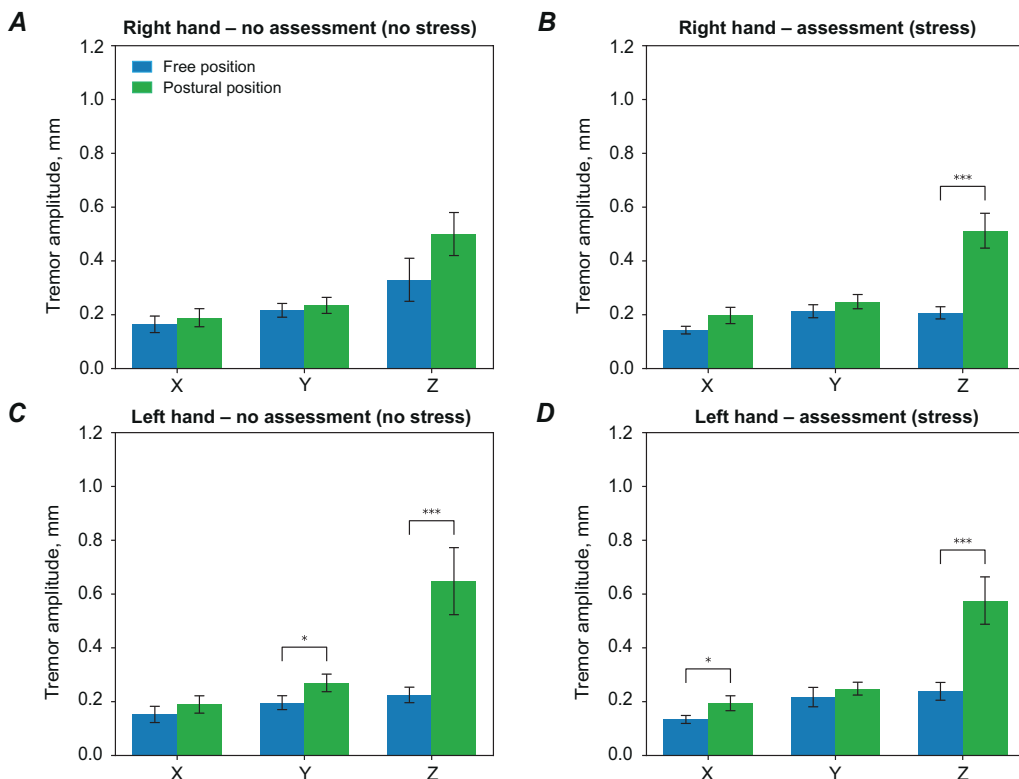 A
Right hand – no assessment (no stress)
Tremor amplitude, mm
1.2
1.0
0.8
0.6
0.4
0.2
0.0
Free position
Postural position
X Y Z
B
Right hand – assessment (stress)
Tremor amplitude, mm
1.2
1.0
0.8
0.6
0.4
0.2
0.0
***
X Y Z
C
Left hand – no assessment (no stress)
Tremor amplitude, mm
1.2
1.0
0.8
0.6
0.4
0.2
0.0
***
*
X Y Z
D
Left hand – assessment (stress)
Tremor amplitude, mm
1.2
1.0
0.8
0.6
0.4
0.2
0.0
***
*
X Y Z